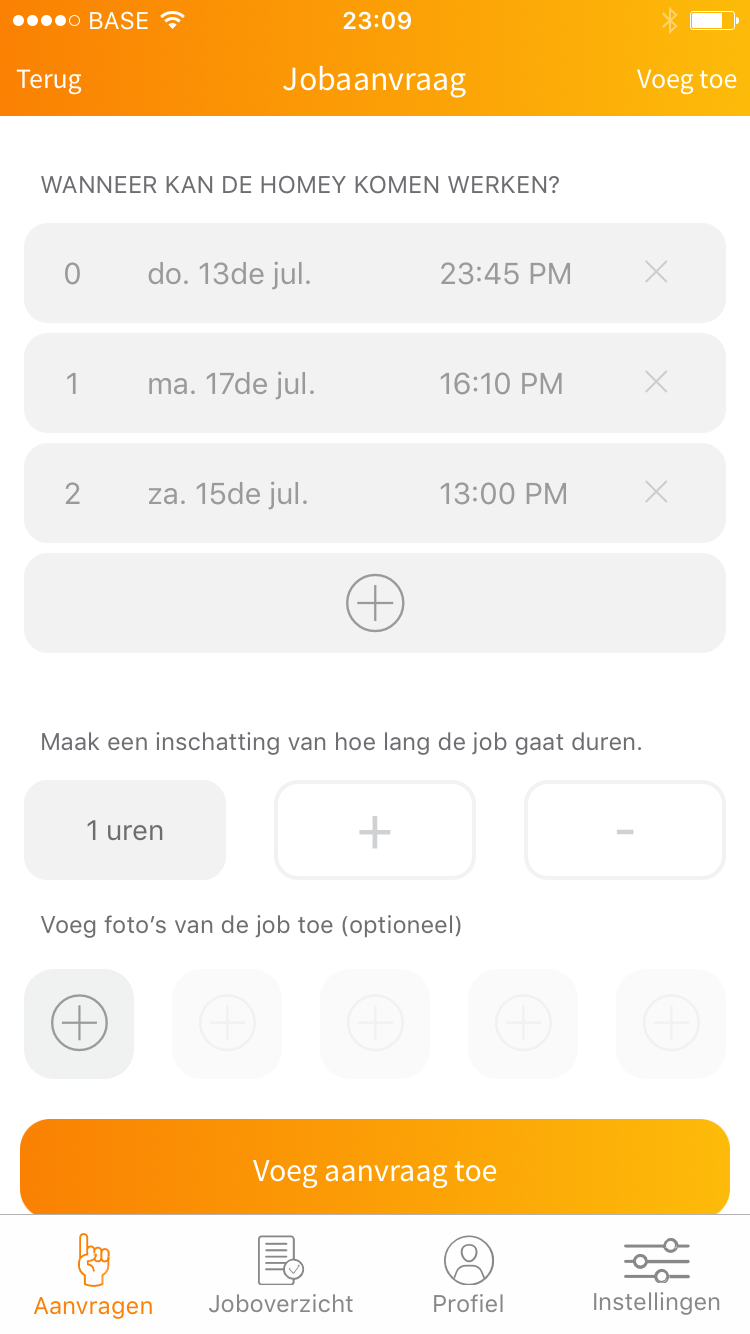 BASE 23:09
Terug Jobaanvraag Voeg toe
WANNEER KAN DE HOMEY KOMEN WERKEN?
0 do. 13de jul. 23:45 PM
1 ma. 17de jul. 16:10 PM
2 za. 15de jul. 13:00 PM
Maak een inschatting van hoe lang de job gaat duren.
1 uren + -
Voeg foto’s van de job toe (optioneel)
Voeg aanvraag toe
Aanvragen Joboverzicht Profiel Instellingen